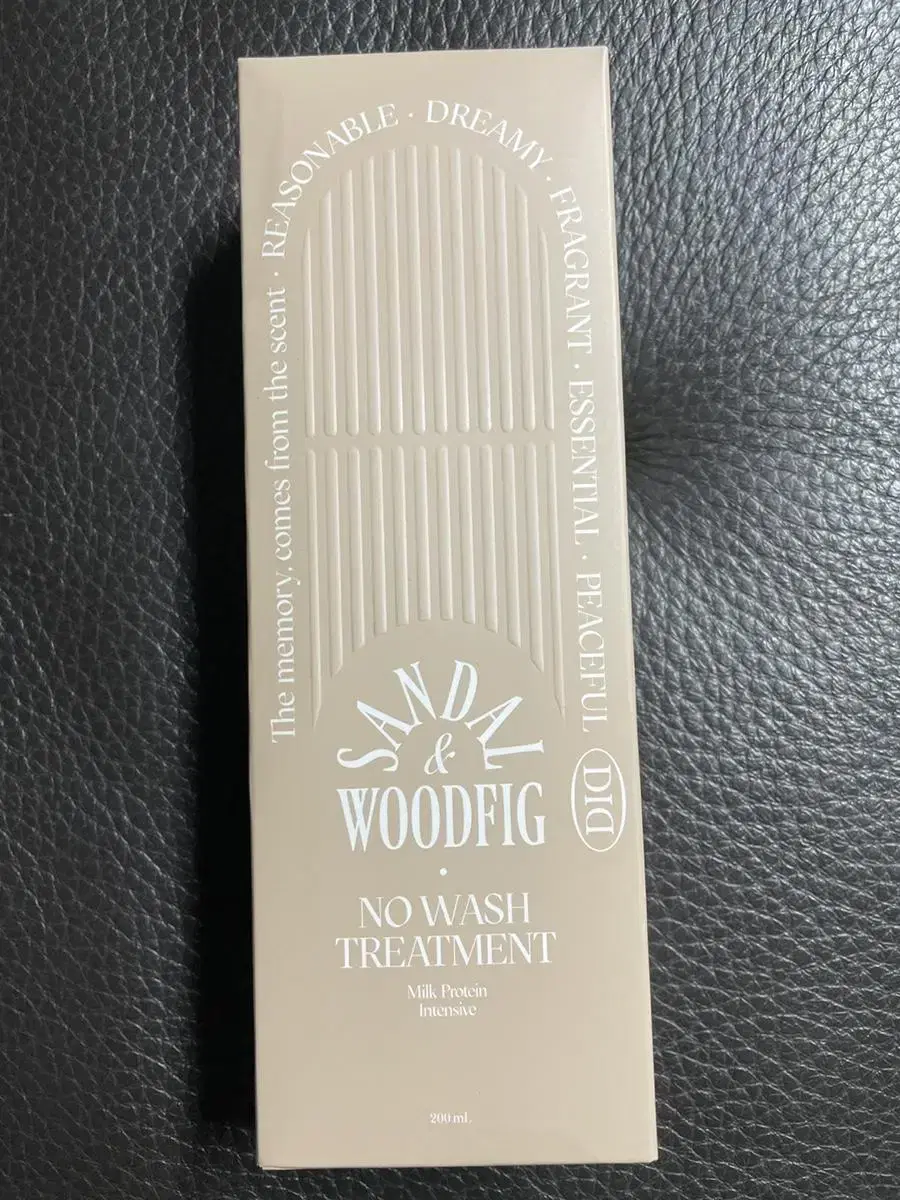 The memory, comes from the scent · REASONABLE · DREAMY · FRAGRANT · ESSENTIAL · PEACEFUL
DID
SANDAL
&
WOODFIG
·
NO WASH
TREATMENT
Milk Protein
Intensive
200 mL